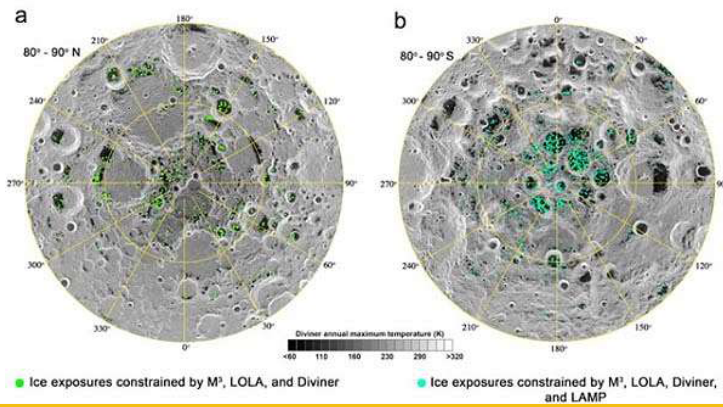 a
b
80° - 90° N
80° - 90° S
180°
210°
150°
240°
120°
270°
90°
300°
60°
330°
30°
0°
0°
30°
300°
60°
270°
90°
240°
120°
210°
150°
180°
Diviner annual maximum temperature (K)
<60 110 160 230 290 >320
Ice exposures constrained by M³, LOLA, and Diviner
Ice exposures constrained by M³, LOLA, Diviner,
and LAMP